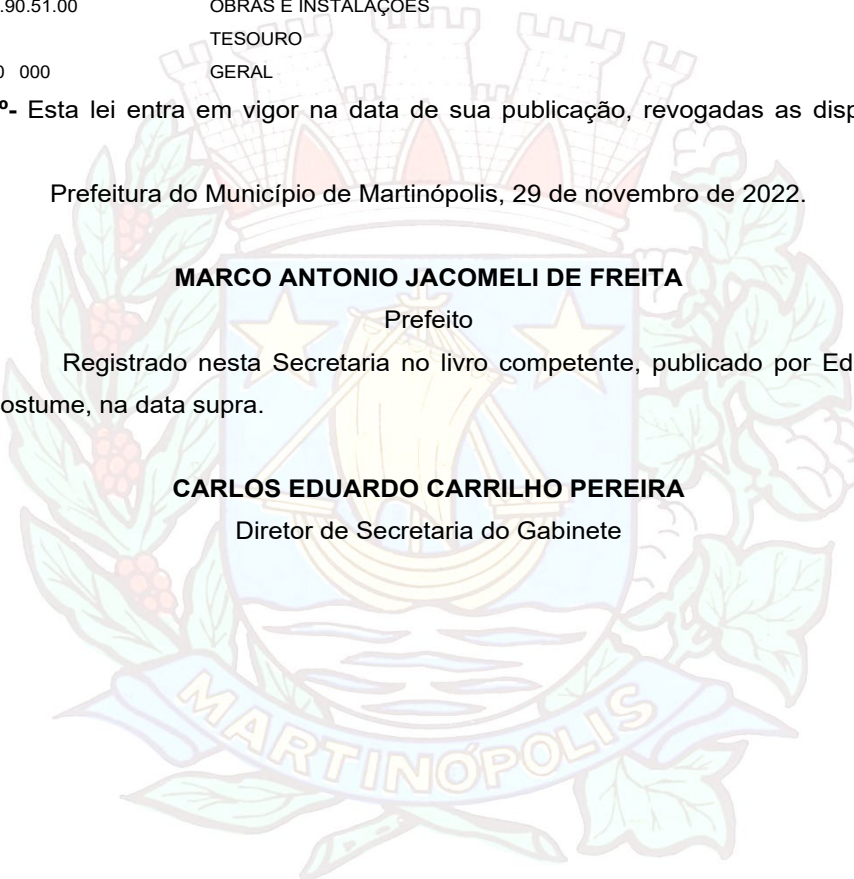 .90.51.00 OBRAS E INSTALAÇÕES
TESOURO
0 000 GERAL
º- Esta lei entra em vigor na data de sua publicação, revogadas as disp
Prefeitura do Município de Martinópolis, 29 de novembro de 2022.
MARCO ANTONIO JACOMELI DE FREITA
Prefeito
Registrado nesta Secretaria no livro competente, publicado por Ed
ostume, na data supra.
CARLOS EDUARDO CARRILHO PEREIRA
Diretor de Secretaria do Gabinete
MARTINÓPOLIS